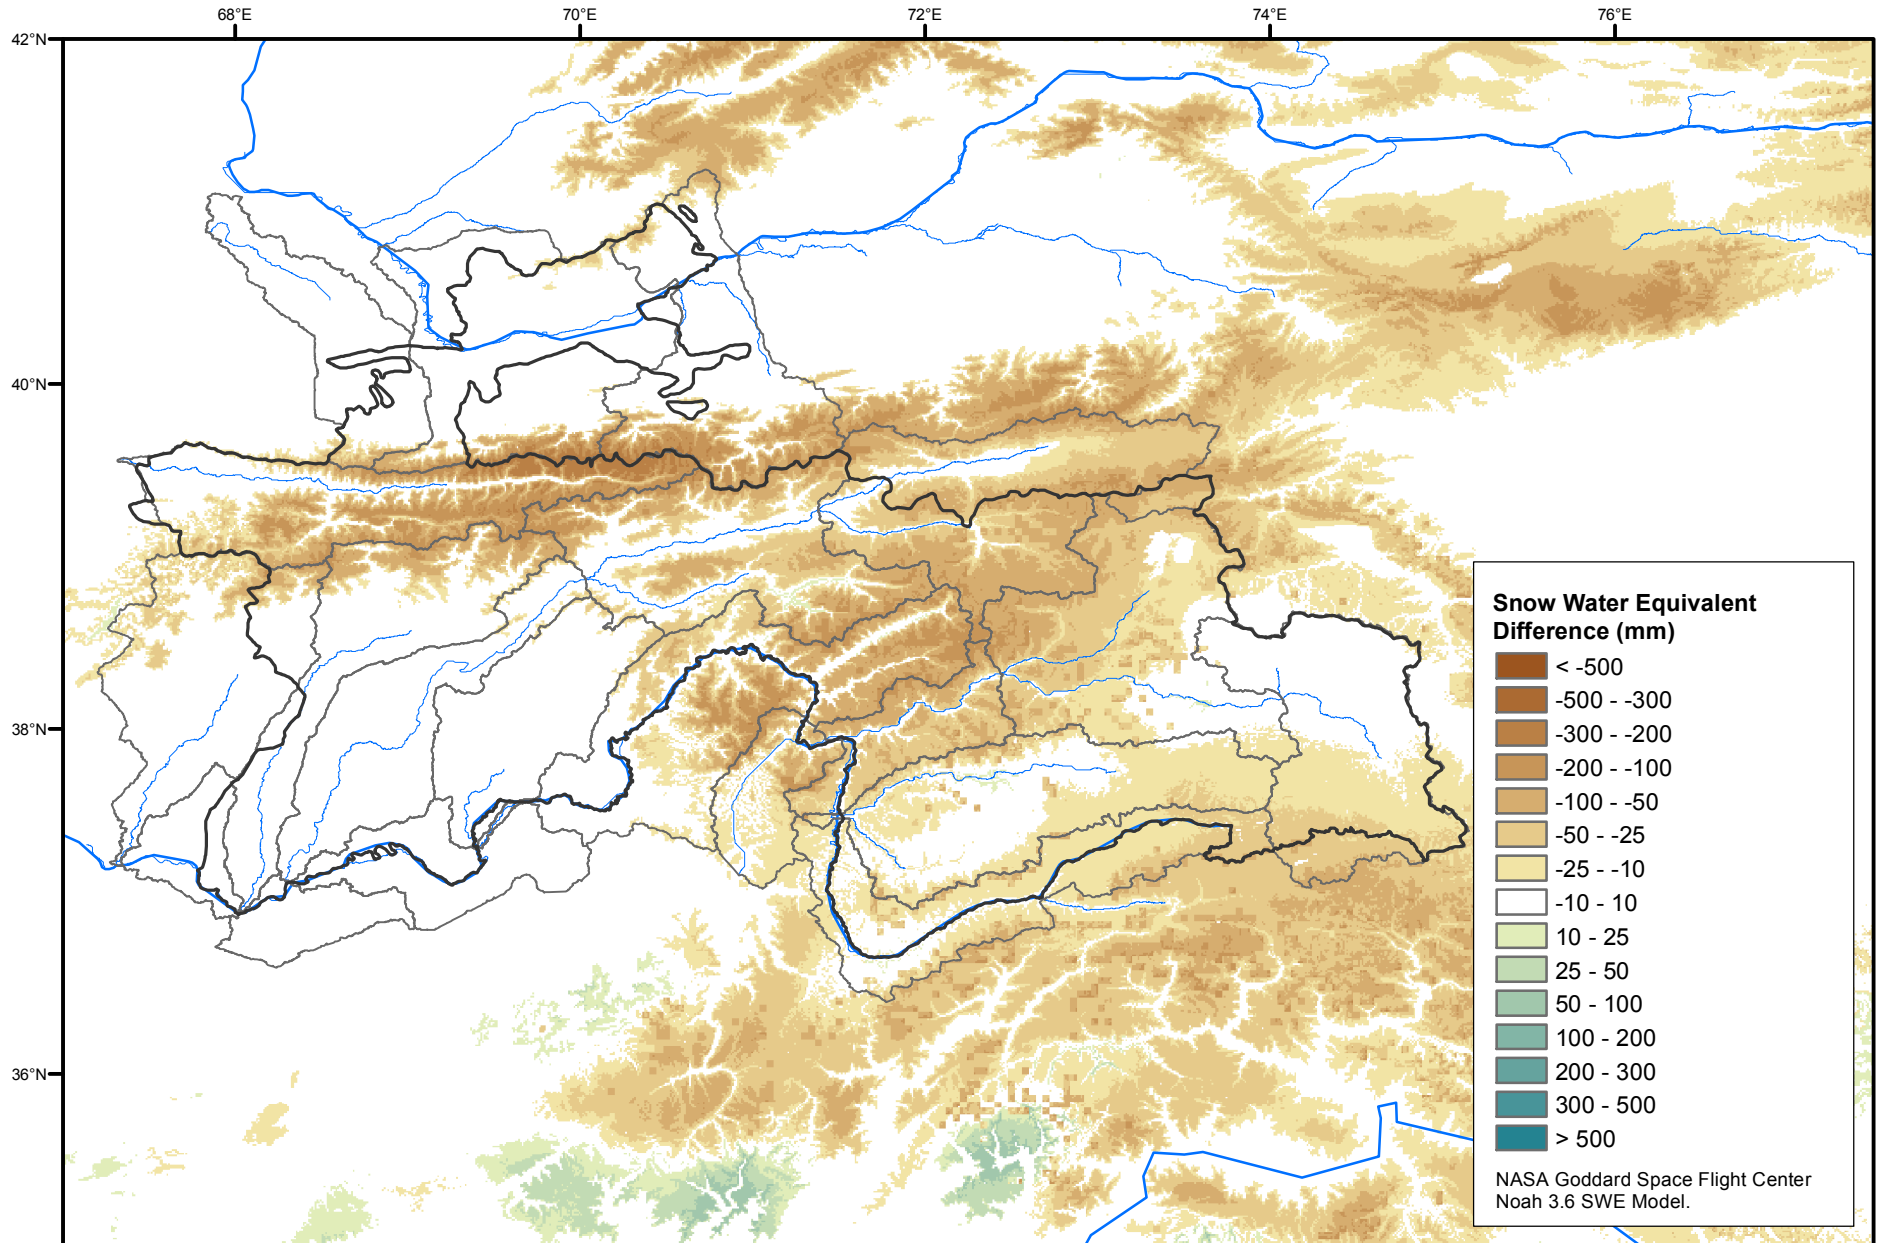 68°E 70°E 72°E 74°E 76°E
42°N
40°N
38°N
36°N
Snow Water Equivalent
Difference (mm)
< -500
-500 - -300
-300 - -200
-200 - -100
-100 - -50
-50 - -25
-25 - -10
-10 - 10
10 - 25
25 - 50
50 - 100
100 - 200
200 - 300
300 - 500
> 500
NASA Goddard Space Flight Center
Noah 3.6 SWE Model.